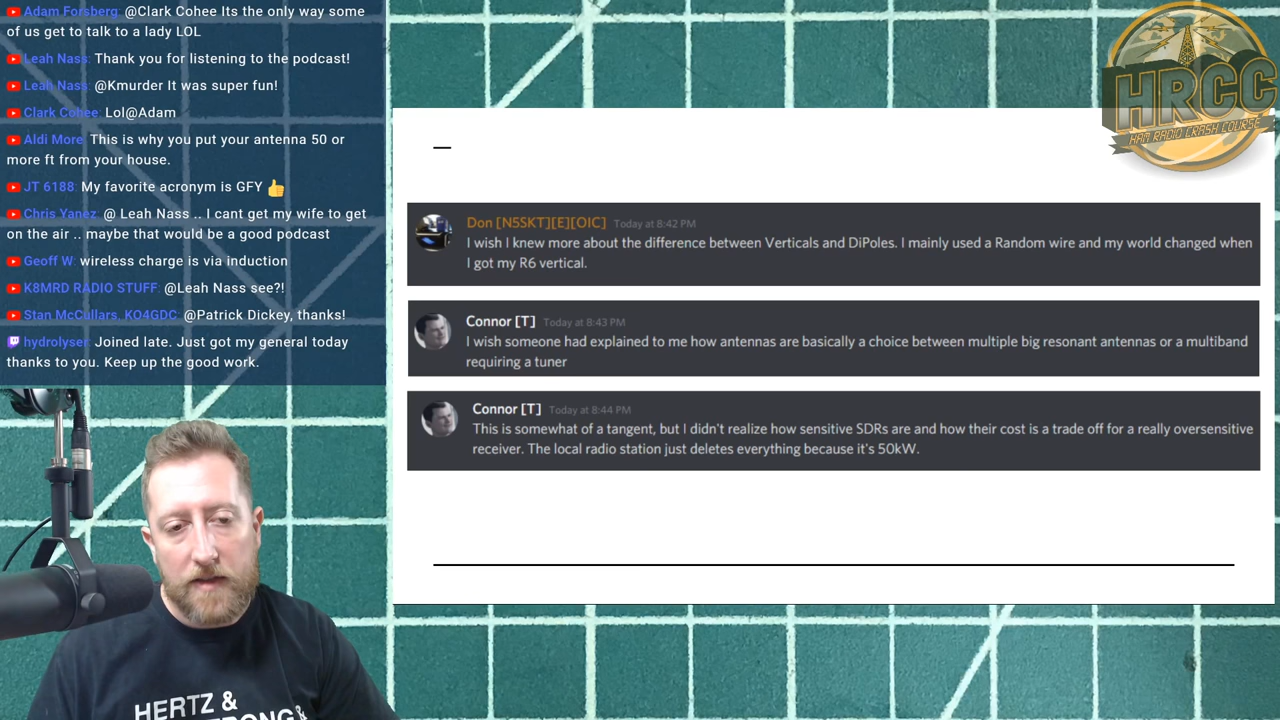 Adam Forsberg: @Clark Cohee Its the only way some
of us get to talk to a lady LOL
Leah Nass: Thank you for listening to the podcast!
Leah Nass: @Kmurder It was super fun!
Clark Cohee: Lol@Adam
Aldi More: This is why you put your antenna 50 or
more ft from your house.
JT 6188: My favorite acronym is GFY
Chris Yanez: @ Leah Nass .. I cant get my wife to get
on the air .. maybe that would be a good podcast
Geoff W: wireless charge is via induction
K8MRD RADIO STUFF: @Leah Nass see?!
Stan McCullars, KO4GDC: @Patrick Dickey, thanks!
hydrolyser: Joined late. Just got my general today
thanks to you. Keep up the good work.
HRCC
HAM RADIO CRASH COURSE
Don [N5SKT][E][OIC] Today at 8:42 PM
I wish I knew more about the difference between Verticals and DiPoles. I mainly used a Random wire and my world changed when
I got my R6 vertical.
Connor [T] Today at 8:43 PM
I wish someone had explained to me how antennas are basically a choice between multiple big resonant antennas or a multiband
requiring a tuner
Connor [T] Today at 8:44 PM
This is somewhat of a tangent, but I didn't realize how sensitive SDRs are and how their cost is a trade off for a really oversensitive
receiver. The local radio station just deletes everything because it's 50kW.
HERTZ &